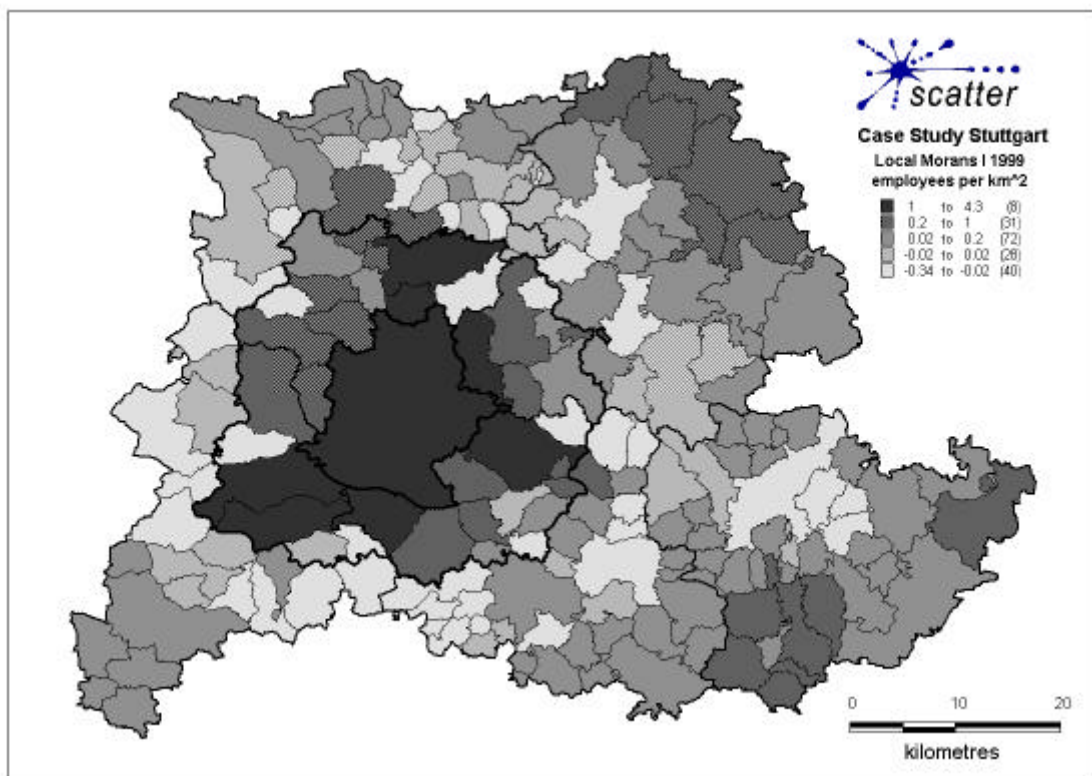 scatter
Case Study Stuttgart
Local Morans I 1999
employees per km^2
1 to 4.3 (8)
0.2 to 1 (31)
0.02 to 0.2 (72)
-0.02 to 0.02 (26)
-0.34 to -0.02 (40)
0 10 20
kilometres